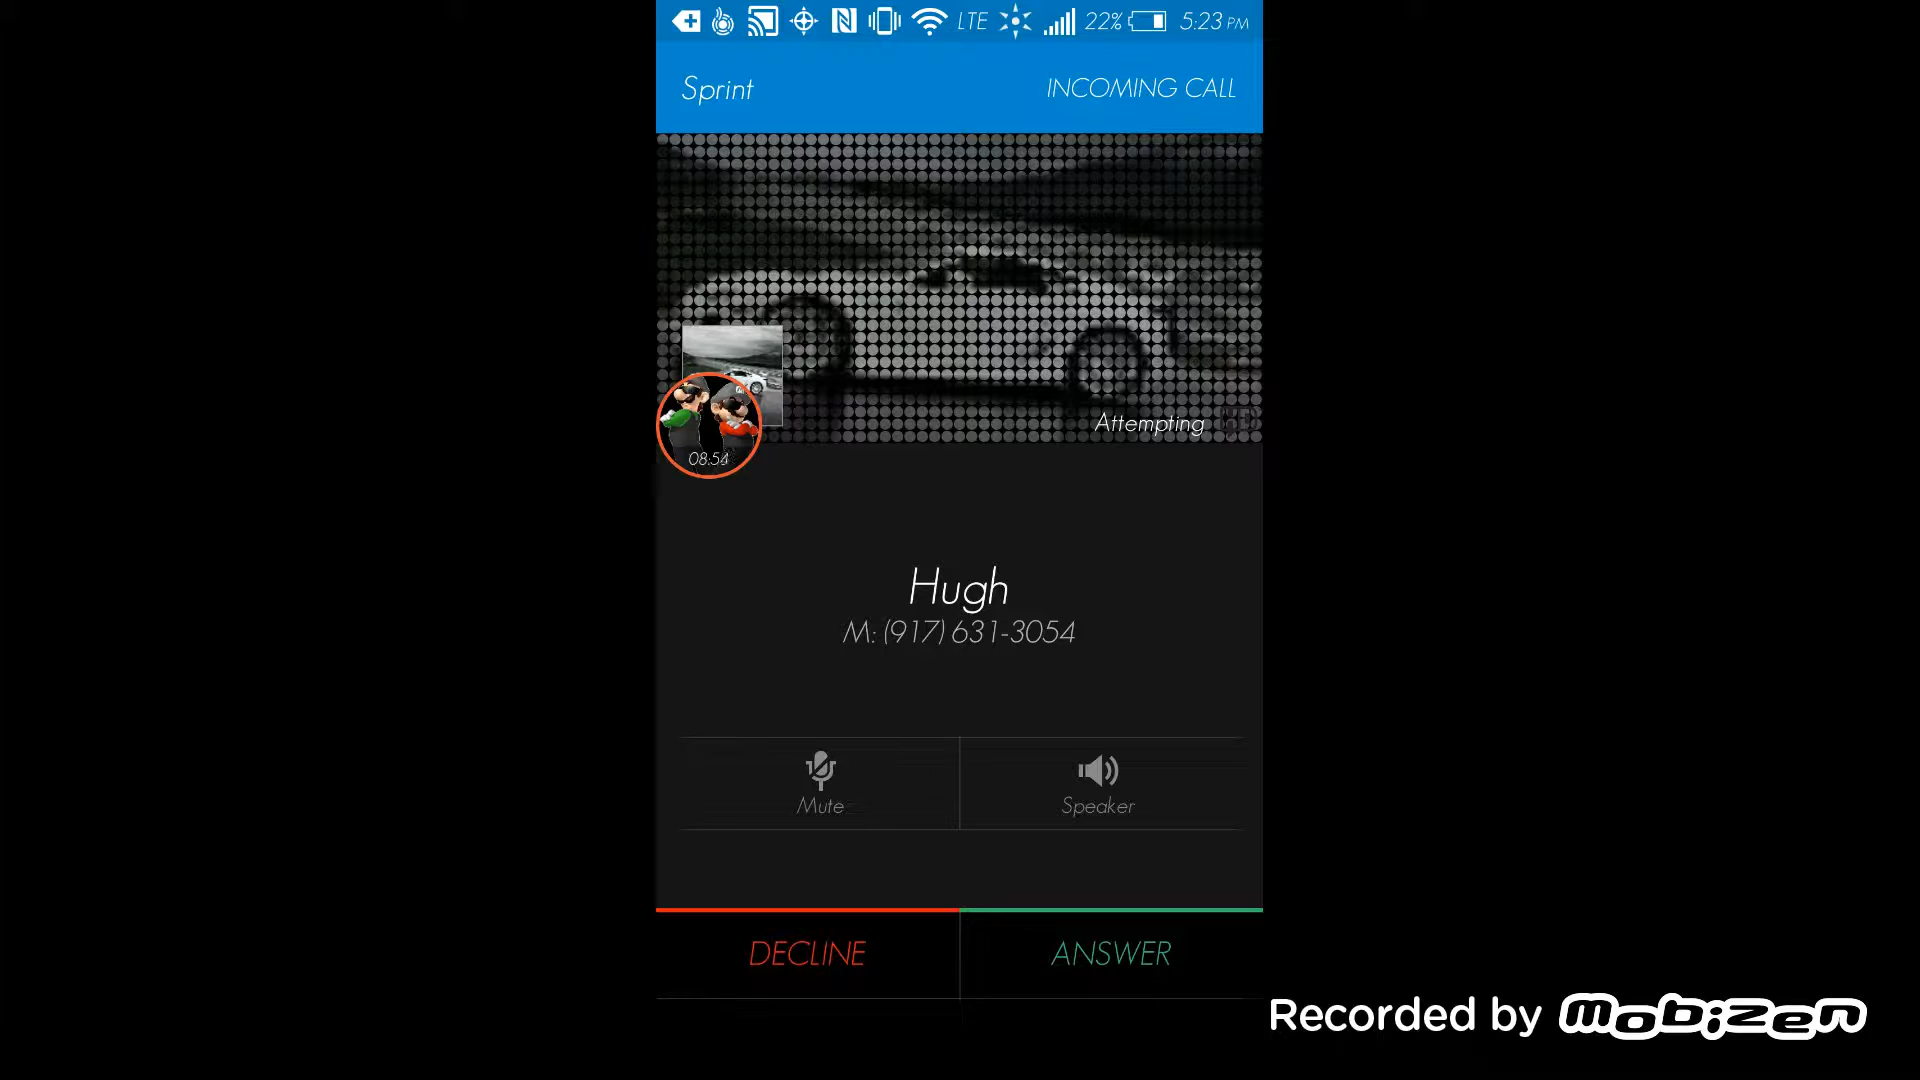 LTE 22% 5:23 PM
Sprint INCOMING CALL
Attempting HD
08:54
Hugh
M: (917) 631-3054
Mute Speaker
DECLINE ANSWER
Recorded by mobizen